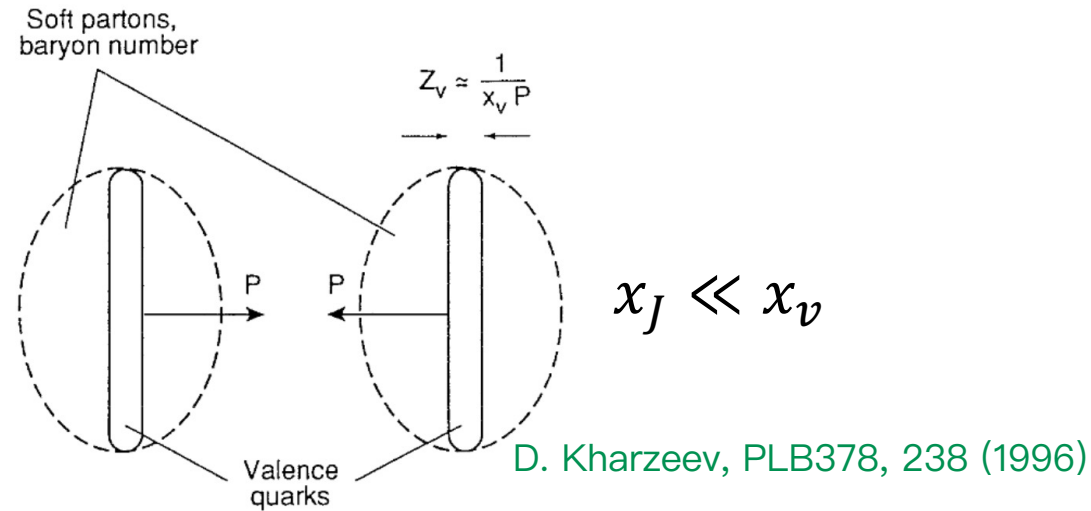 Soft partons,
baryon number
Z_v ≈ 1/(x_v P)
P
P
x_J ≪ x_v
Valence
quarks
D. Kharzeev, PLB378, 238 (1996)